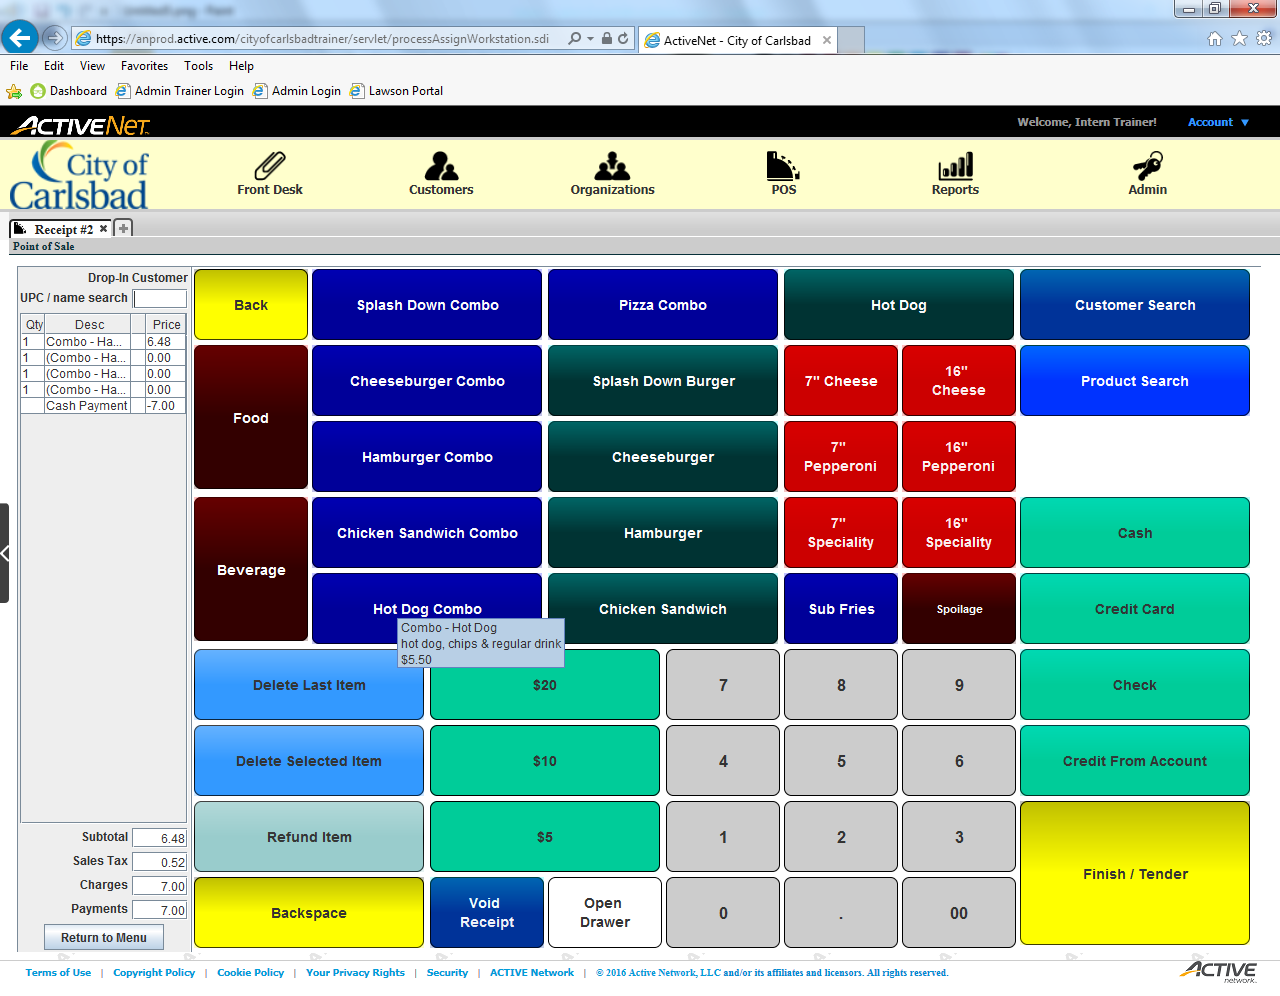 https://anprod.active.com/cityofcarlsbadtrainer/servlet/processAssignWorkstation.sdi
ActiveNet - City of Carlsbad
File Edit View Favorites Tools Help
Dashboard Admin Trainer Login Admin Login Lawson Portal
ACTIVENET
Welcome, Intern Trainer! Account
City of
Carlsbad
Front Desk Customers Organizations POS Reports Admin
Receipt #2
Point of Sale
Drop-In Customer
UPC / name search
Qty Desc Price
1 Combo - Ha... 6.48
1 (Combo - Ha... 0.00
1 (Combo - Ha... 0.00
1 (Combo - Ha... 0.00
Cash Payment -7.00
Subtotal 6.48
Sales Tax 0.52
Charges 7.00
Payments 7.00
Return to Menu
Back Splash Down Combo Pizza Combo Hot Dog Customer Search
Food
Cheeseburger Combo Splash Down Burger 7" Cheese 16" Cheese Product Search
Hamburger Combo Cheeseburger 7" Pepperoni 16" Pepperoni
Beverage
Chicken Sandwich Combo Hamburger 7" Speciality 16" Speciality Cash
Hot Dog Combo Chicken Sandwich Sub Fries Spoilage Credit Card
Combo - Hot Dog
hot dog, chips & regular drink
$5.50
Delete Last Item $20 7 8 9 Check
Delete Selected Item $10 4 5 6 Credit From Account
Refund Item $5 1 2 3 Finish / Tender
Backspace Void Receipt Open Drawer 0 . 00
Terms of Use | Copyright Policy | Cookie Policy | Your Privacy Rights | Security | ACTIVE Network | © 2016 Active Network, LLC and/or its affiliates and licensors. All rights reserved.
ACTIVE
network